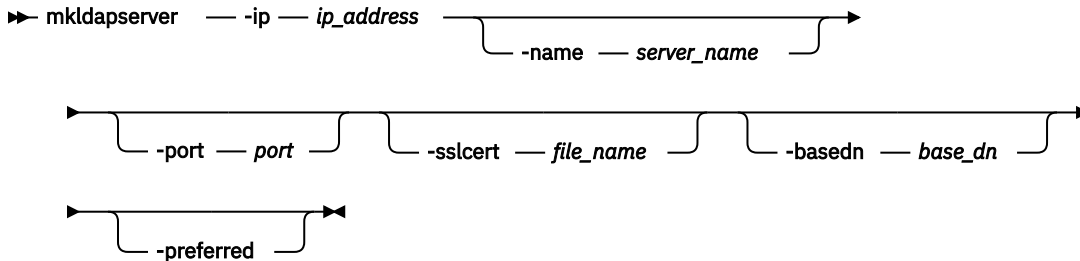 mkldapserver -ip ip_address
-name server_name
-port port -sslcert file_name -basedn base_dn
-preferred